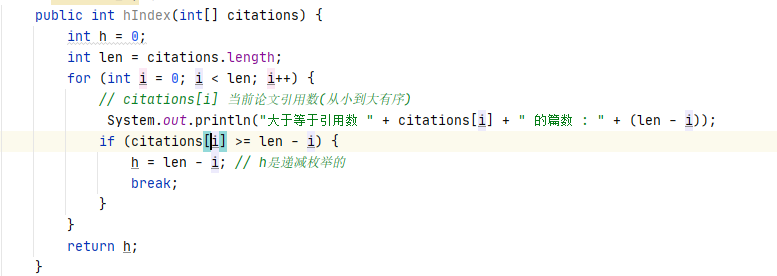 public int hIndex(int[] citations) {
int h = 0;
int len = citations.length;
for (int i = 0; i < len; i++) {
// citations[i] 当前论文引用数(从小到大有序)
System.out.println("大于等于引用数 " + citations[i] + " 的篇数 : " + (len - i));
if (citations[i] >= len - i) {
h = len - i; // h是递减枚举的
break;
}
}
return h;
}